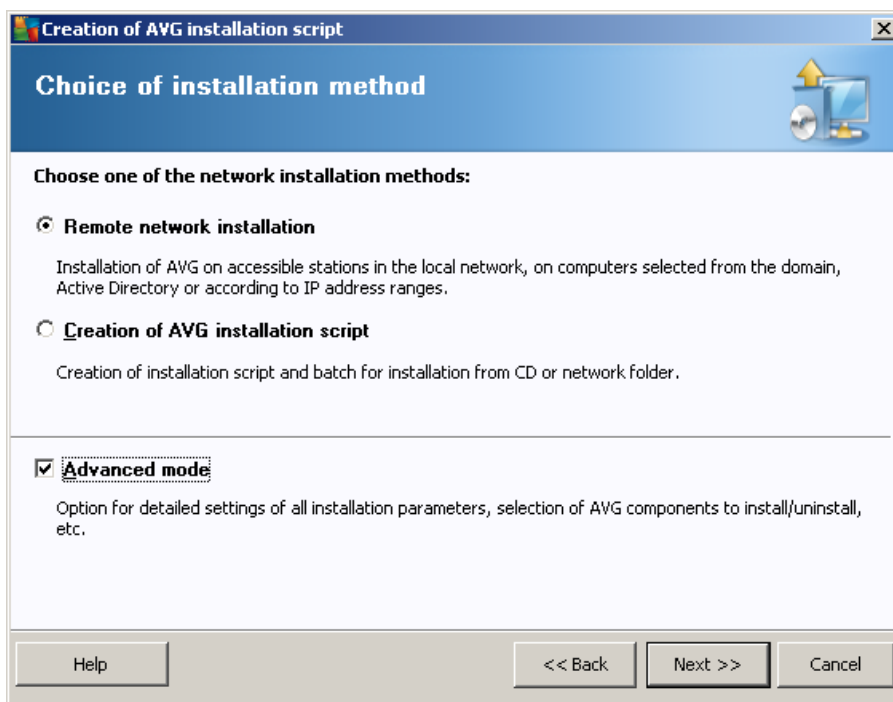 Creation of AVG installation script
Choice of installation method
Choose one of the network installation methods:
Remote network installation
Installation of AVG on accessible stations in the local network, on computers selected from the domain,
Active Directory or according to IP address ranges.
Creation of AVG installation script
Creation of installation script and batch for installation from CD or network folder.
Advanced mode
Option for detailed settings of all installation parameters, selection of AVG components to install/uninstall,
etc.
Help
<< Back
Next >>
Cancel